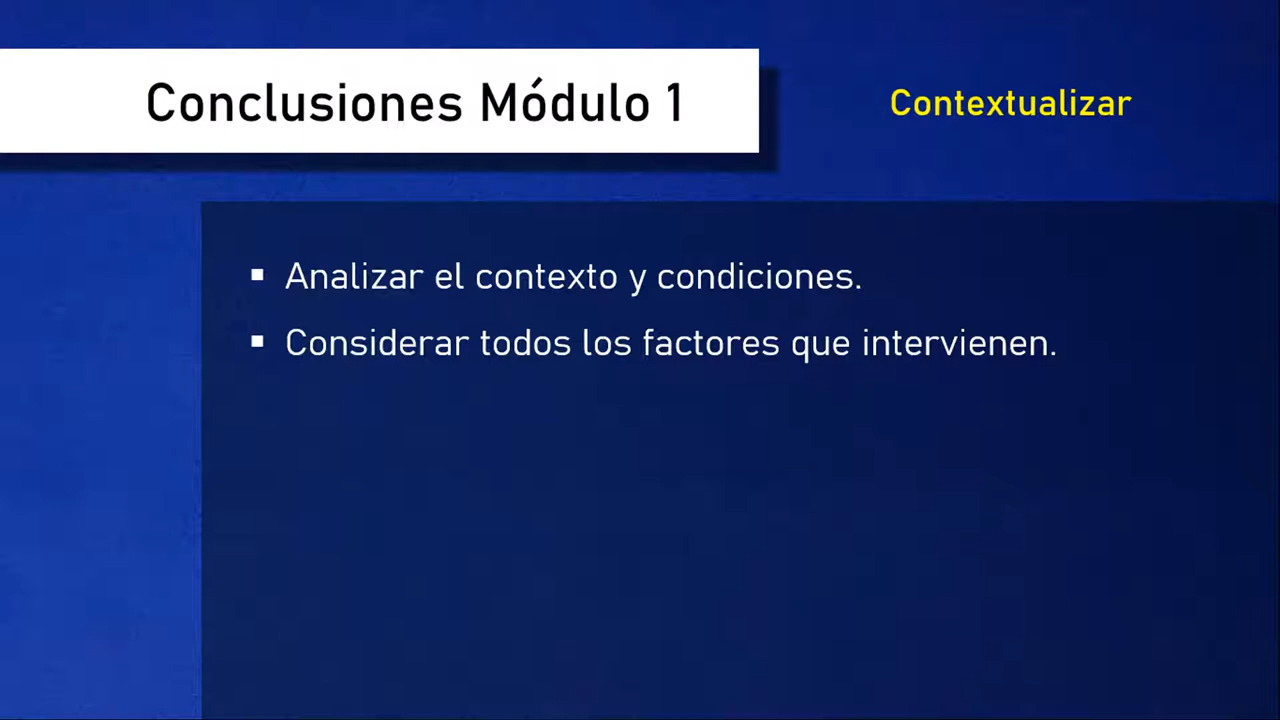 Conclusiones Módulo 1
Contextualizar
▪ Analizar el contexto y condiciones.
▪ Considerar todos los factores que intervienen.